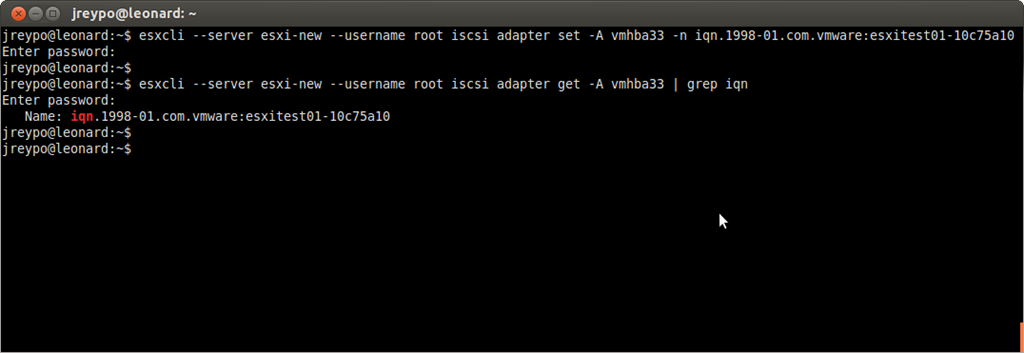 jreypo@leonard: ~
jreypo@leonard:~$ esxcli --server esxi-new --username root iscsi adapter set -A vmhba33 -n iqn.1998-01.com.vmware:esxitest01-10c75a10
Enter password:
jreypo@leonard:~$
jreypo@leonard:~$ esxcli --server esxi-new --username root iscsi adapter get -A vmhba33 | grep iqn
Enter password:
   Name: iqn.1998-01.com.vmware:esxitest01-10c75a10
jreypo@leonard:~$
jreypo@leonard:~$